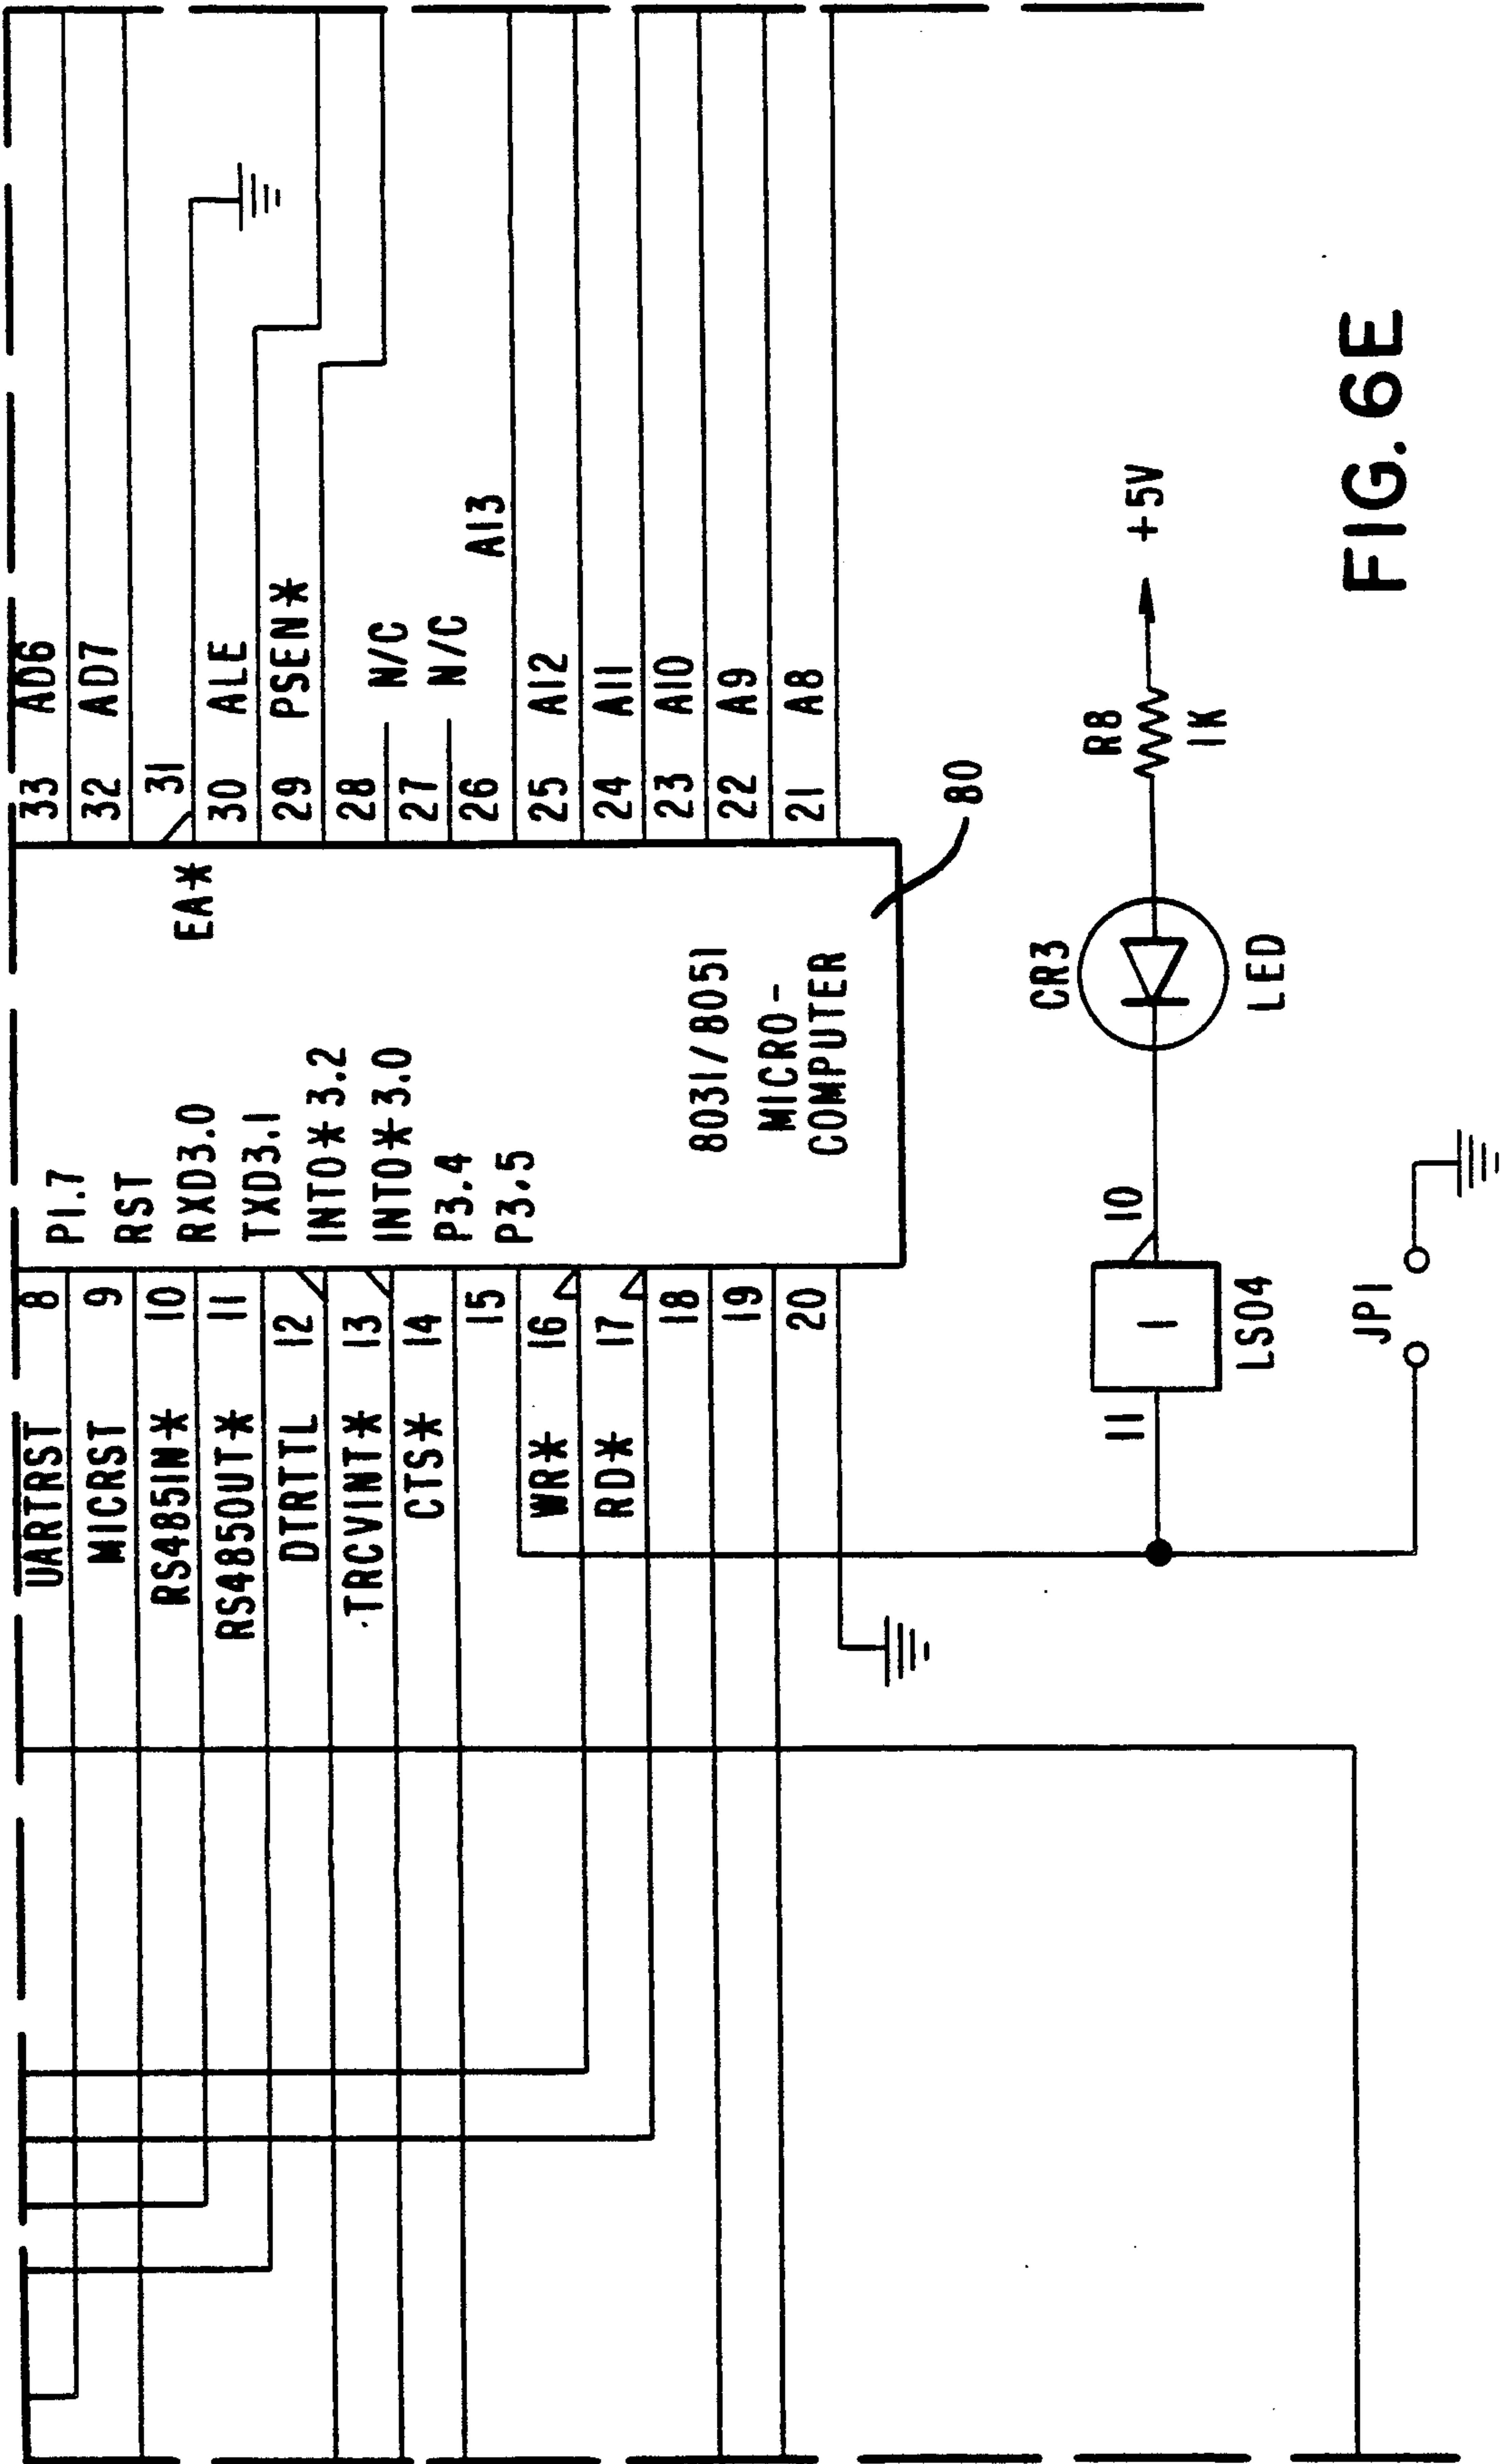 UARTRST 8 P1.7 33 AD6
MICRST 9 RST 32 AD7
RS485IN* 10 RXD3.0 EA* 31
RS485OUT* 11 TXD3.1 30 ALE
DTRTTL 12 INTO* 3.2 29 PSEN*
TRCVINT* 13 INTO* 3.0 28 N/C
CTS* 14 P3.4 27 N/C
15 P3.5 26 A13
WR* 16 25 A12
RD* 17 24 A11
18 23 A10
19 22 A9
20 21 A8
8031/8051
MICRO-
COMPUTER
80
CR3 R8
11 1 10 +5V
LS04 LED 1K
JP1
FIG. 6E